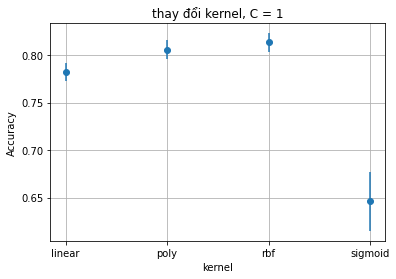 thay đổi kernel, C = 1
Accuracy
0.80
0.75
0.70
0.65
linear poly rbf sigmoid
kernel